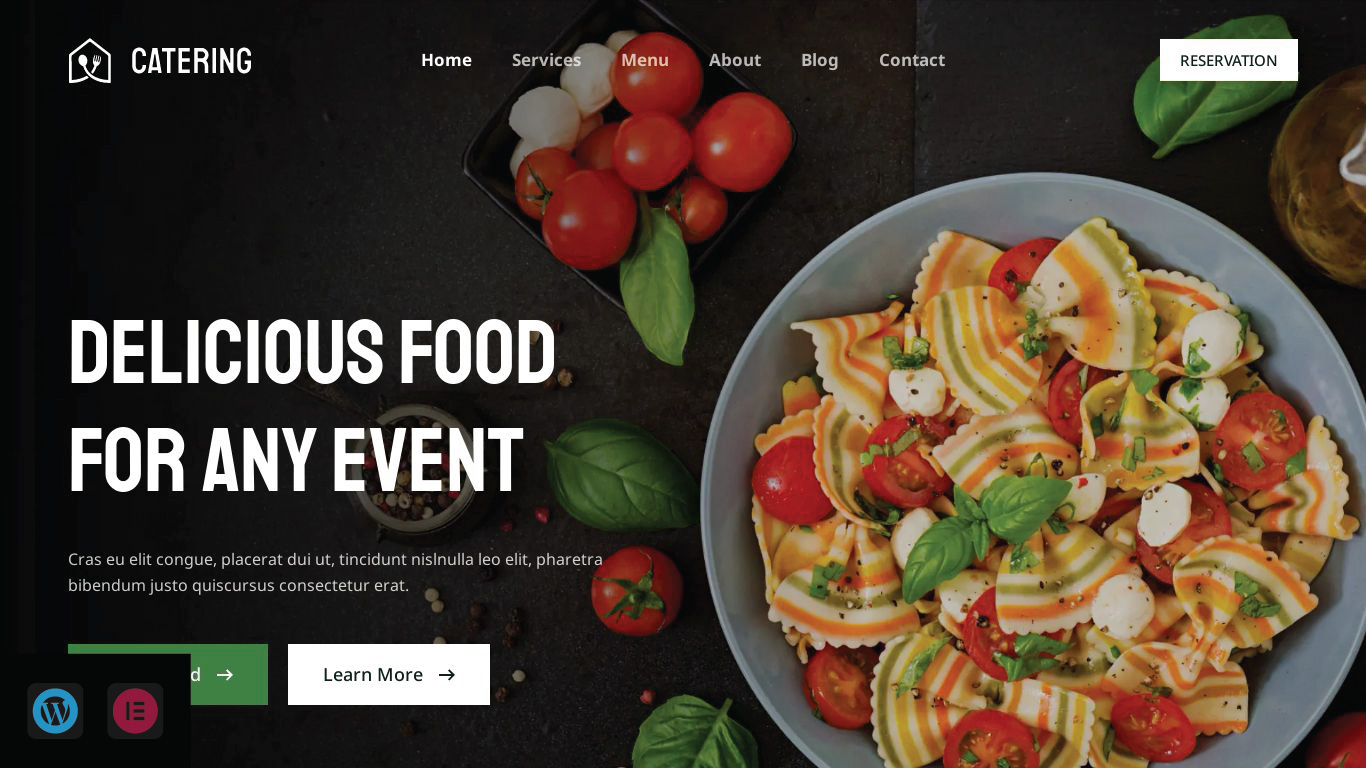 CATERING
Home Services Menu About Blog Contact
RESERVATION
DELICIOUS FOOD
FOR ANY EVENT
Cras eu elit congue, placerat dui ut, tincidunt nislnulla leo elit, pharetra
bibendum justo quiscursus consectetur erat.
Learn More